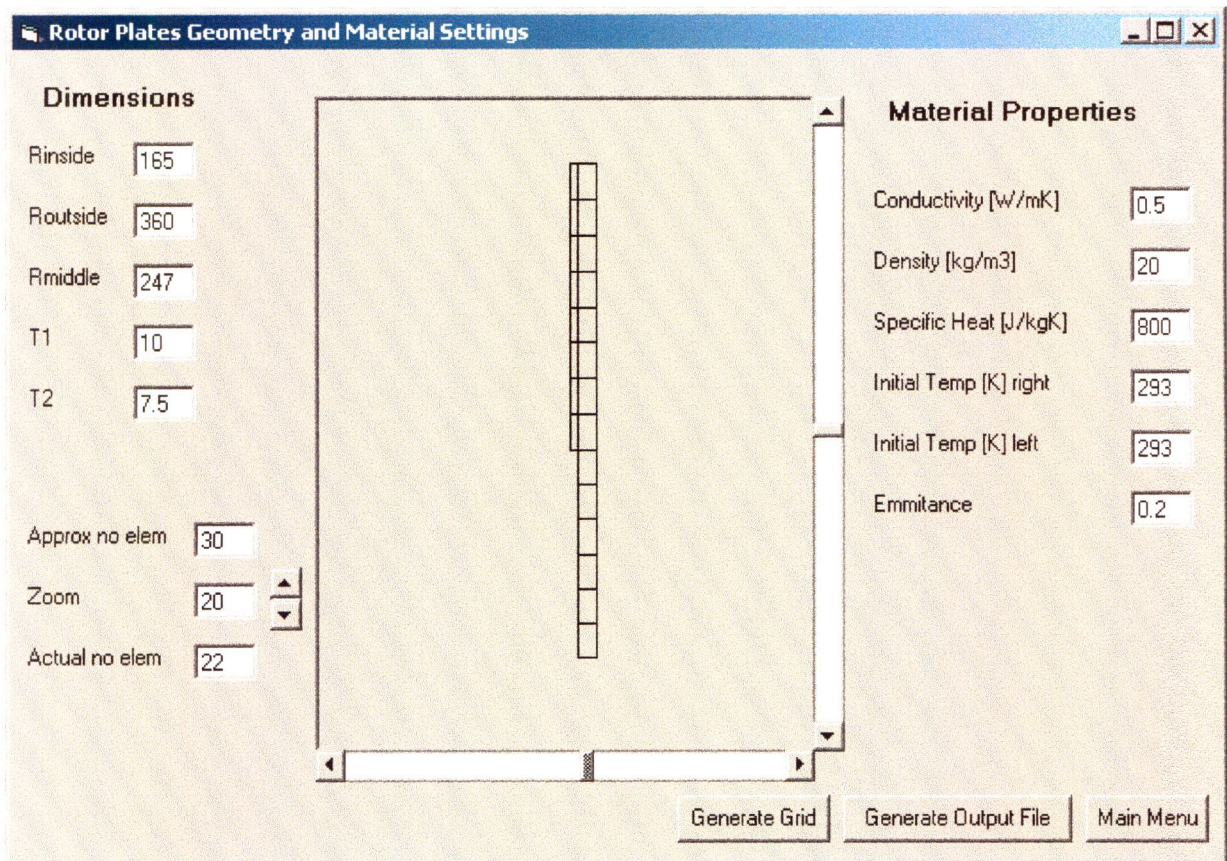 Rotor Plates Geometry and Material Settings
Dimensions
Rinside 165
Routside 360
Rmiddle 247
T1 10
T2 7.5
Approx no elem 30
Zoom 20
Actual no elem 22
Material Properties
Conductivity [W/mK] 0.5
Density [kg/m3] 20
Specific Heat [J/kgK] 800
Initial Temp [K] right 293
Initial Temp [K] left 293
Emmitance 0.2
Generate Grid
Generate Output File
Main Menu